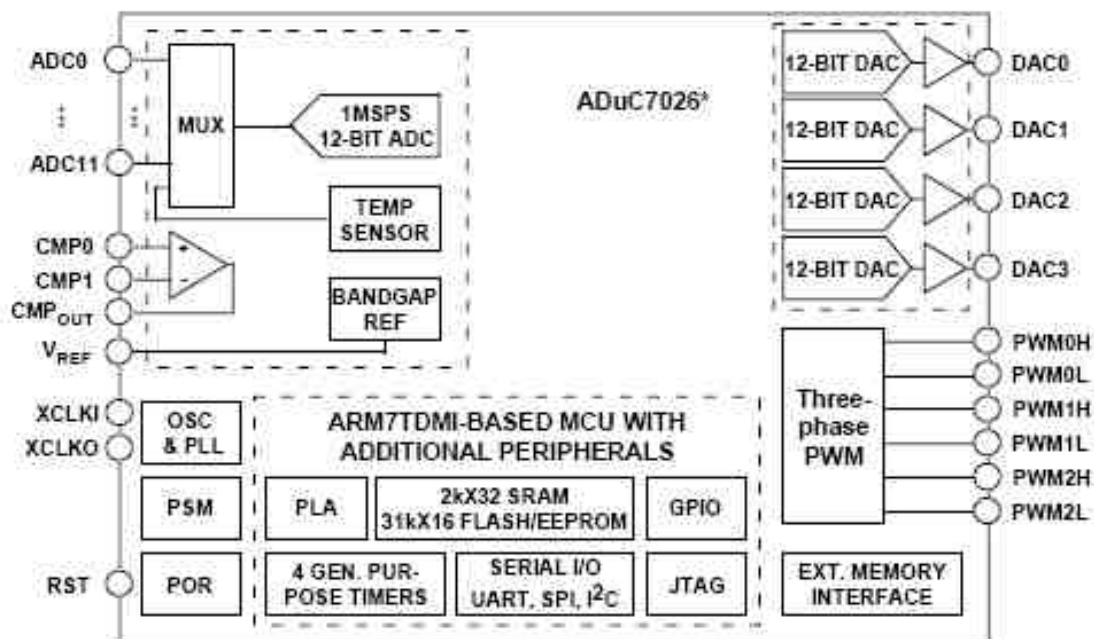 ADC0
ADC11
CMP0
CMP1
CMPOUT
VREF
XCLKI
XCLKO
RST
MUX
1MSPS
12-BIT ADC
TEMP
SENSOR
BANDGAP
REF
+
-
ADuC7026*
12-BIT DAC
12-BIT DAC
12-BIT DAC
12-BIT DAC
DAC0
DAC1
DAC2
DAC3
Three-
phase
PWM
PWM0H
PWM0L
PWM1H
PWM1L
PWM2H
PWM2L
OSC
& PLL
PSM
POR
ARM7TDMI-BASED MCU WITH
ADDITIONAL PERIPHERALS
PLA
2kX32 SRAM
31kX16 FLASH/EEPROM
GPIO
4 GEN. PUR-
POSE TIMERS
SERIAL I/O
UART, SPI, I²C
JTAG
EXT. MEMORY
INTERFACE